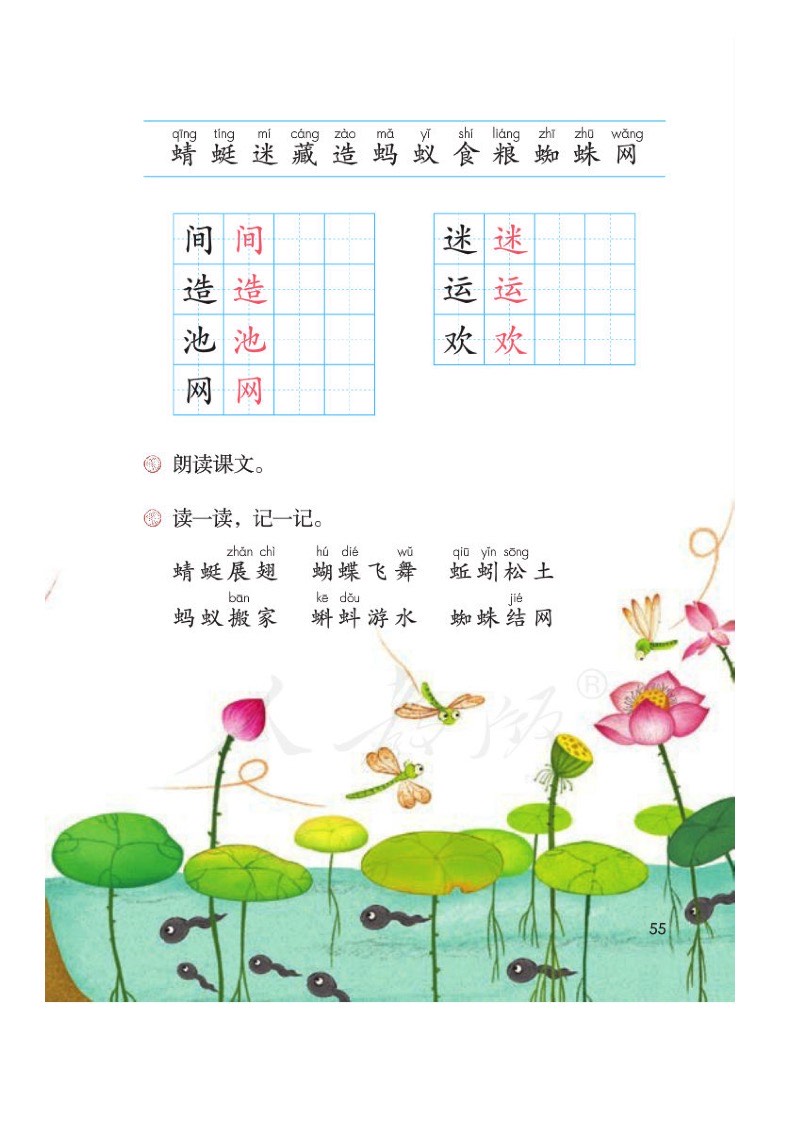 qīng tíng mí cáng zào mǎ yǐ shí liáng zhī zhū wǎng
蜻 蜓 迷 藏 造 蚂 蚁 食 粮 蜘 蛛 网
间 间 迷 迷
造 造 运 运
池 池 欢 欢
网 网
朗读课文。
读一读，记一记。
zhǎn chì hú dié wǔ qiū yǐn sōng
蜻蜓展翅 蝴蝶飞舞 蚯蚓松土
bān kē dǒu jié
蚂蚁搬家 蝌蚪游水 蜘蛛结网
人教版®
55